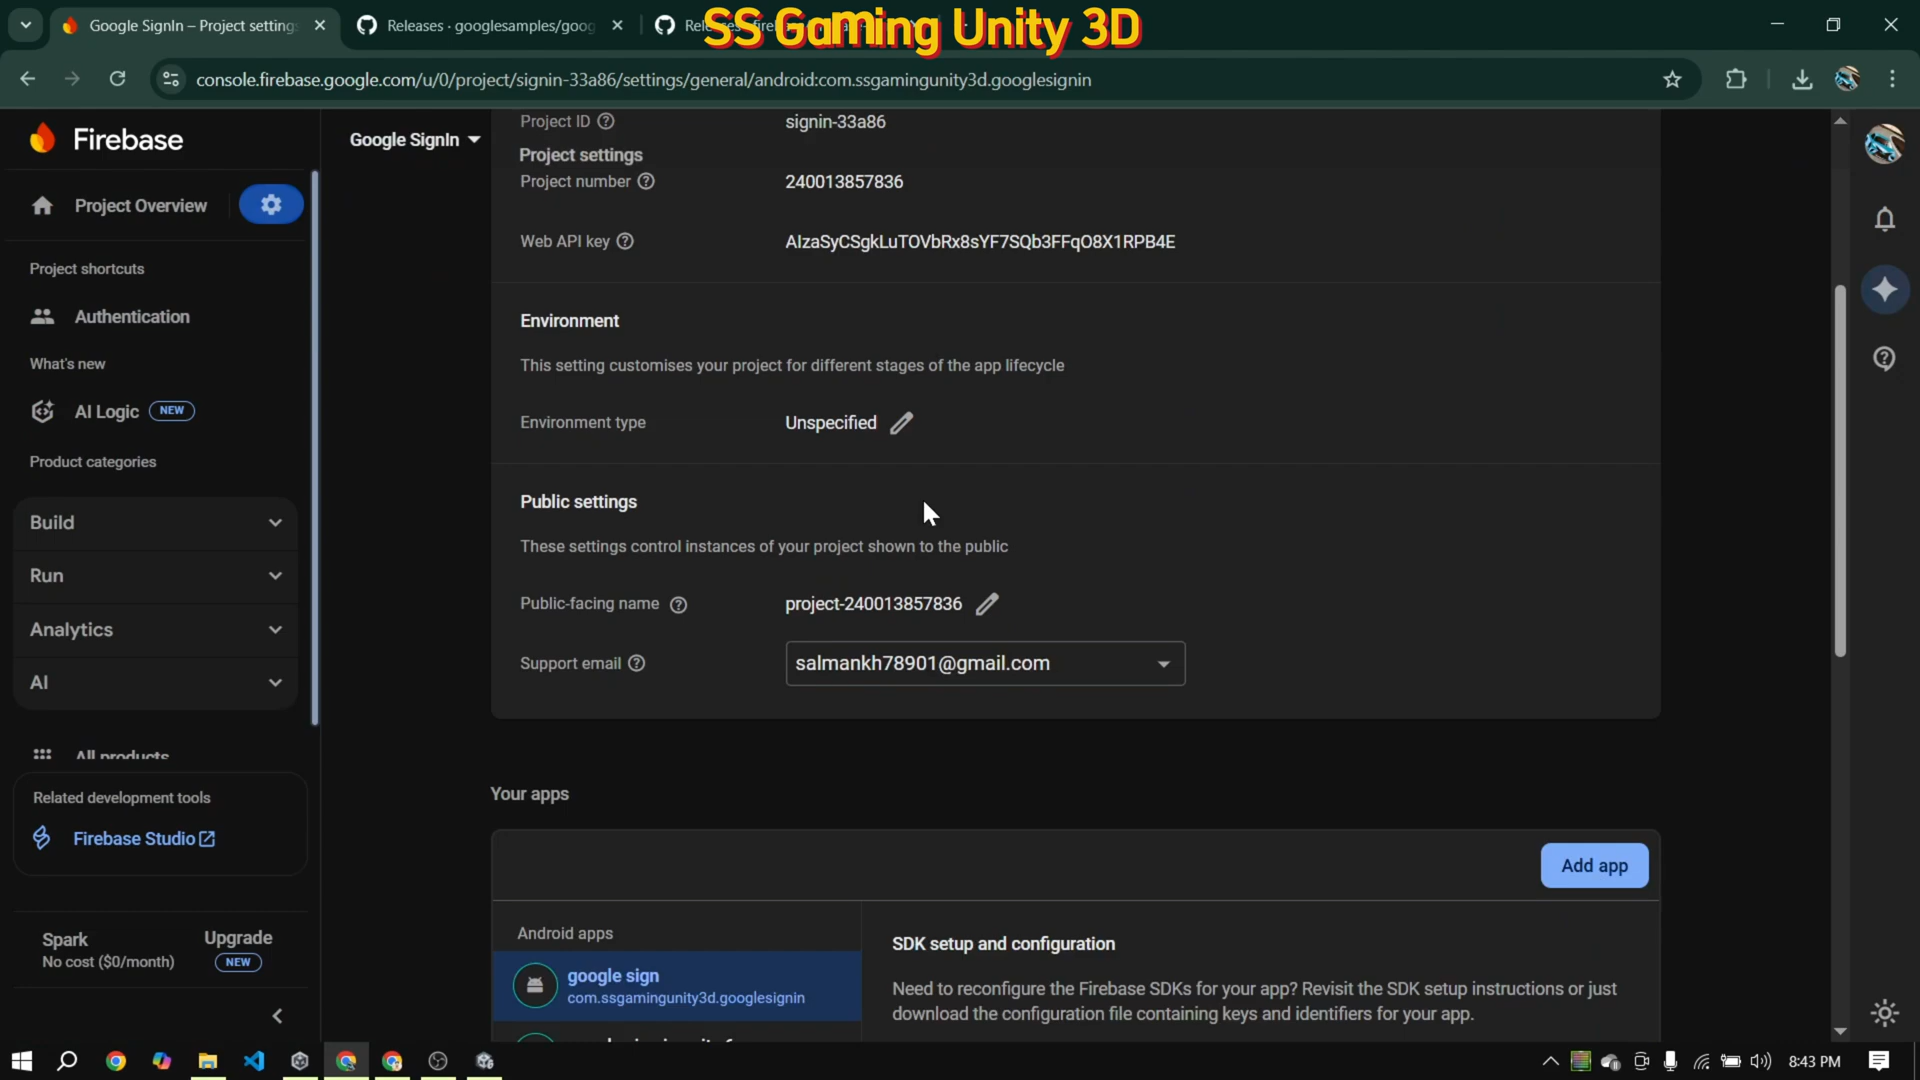 Google SignIn – Project settings
Releases · googlesamples/goog
SS Gaming Unity 3D
console.firebase.google.com/u/0/project/signin-33a86/settings/general/android:com.ssgamingunity3d.googlesignin
Firebase
Google SignIn
Project ID
signin-33a86
Project settings
Project number
240013857836
Project Overview
Web API key
AIzaSyCSgkLuTOVbRx8sYF7SQb3FFqO8X1RPB4E
Project shortcuts
Authentication
What's new
AI Logic NEW
Product categories
Build
Run
Analytics
AI
All products
Related development tools
Firebase Studio
Spark
No cost ($0/month)
Upgrade
NEW
Environment
This setting customises your project for different stages of the app lifecycle
Environment type
Unspecified
Public settings
These settings control instances of your project shown to the public
Public-facing name
project-240013857836
Support email
salmankh78901@gmail.com
Your apps
Add app
Android apps
google sign
com.ssgamingunity3d.googlesignin
SDK setup and configuration
Need to reconfigure the Firebase SDKs for your app? Revisit the SDK setup instructions or just
download the configuration file containing keys and identifiers for your app.
8:43 PM